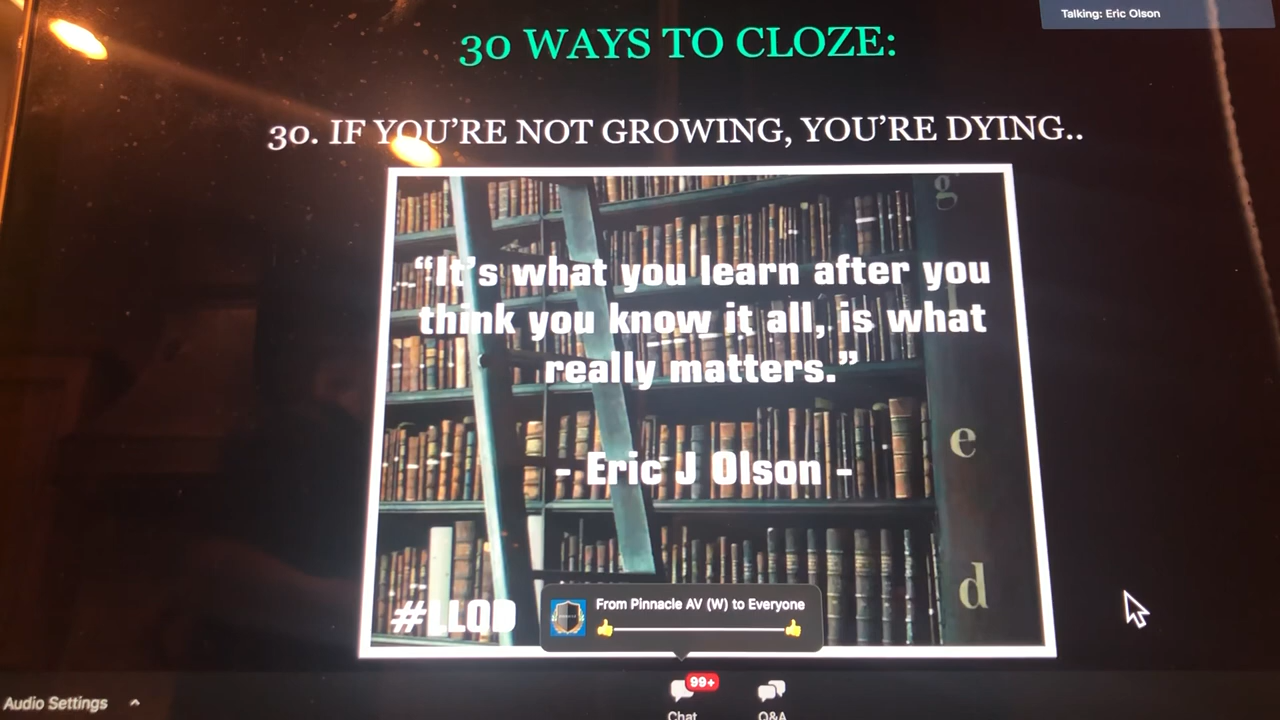 Talking: Eric Olson
30 WAYS TO CLOZE:
30. IF YOU'RE NOT GROWING, YOU'RE DYING..
g
“It’s what you learn after you
think you know it all, is what
really matters.”
- Eric J Olson -
e
d
#LLOD
From Pinnacle AV (W) to Everyone
99+
Audio Settings
Chat
Q&A